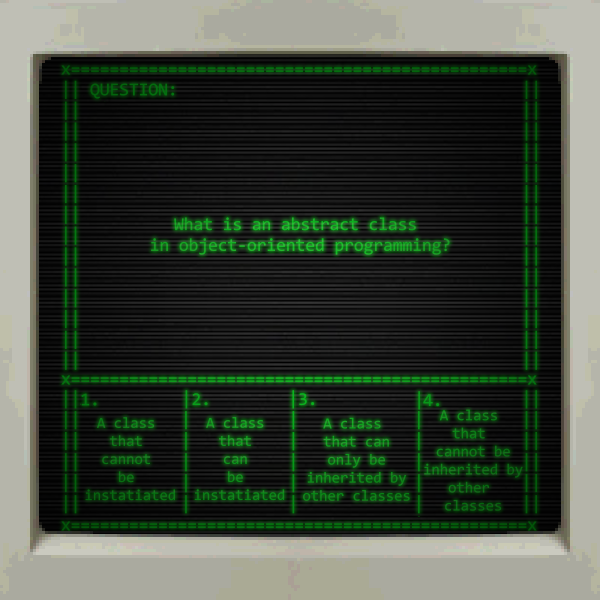 QUESTION:
What is an abstract class
in object-oriented programming?
1.
A class
that
cannot
be
instatiated
2.
A class
that
can
be
instatiated
3.
A class
that can
only be
inherited by
other classes
4.
A class
that
cannot be
inherited by
other
classes